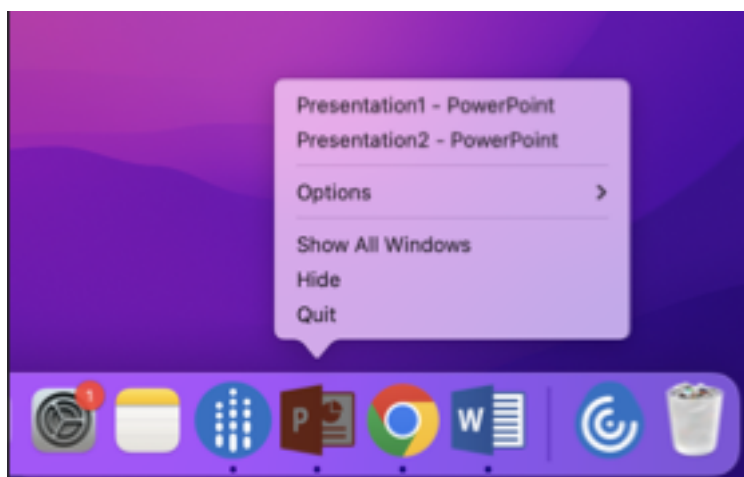 Presentation1 - PowerPoint
Presentation2 - PowerPoint
Options
Show All Windows
Hide
Quit
1
P
W